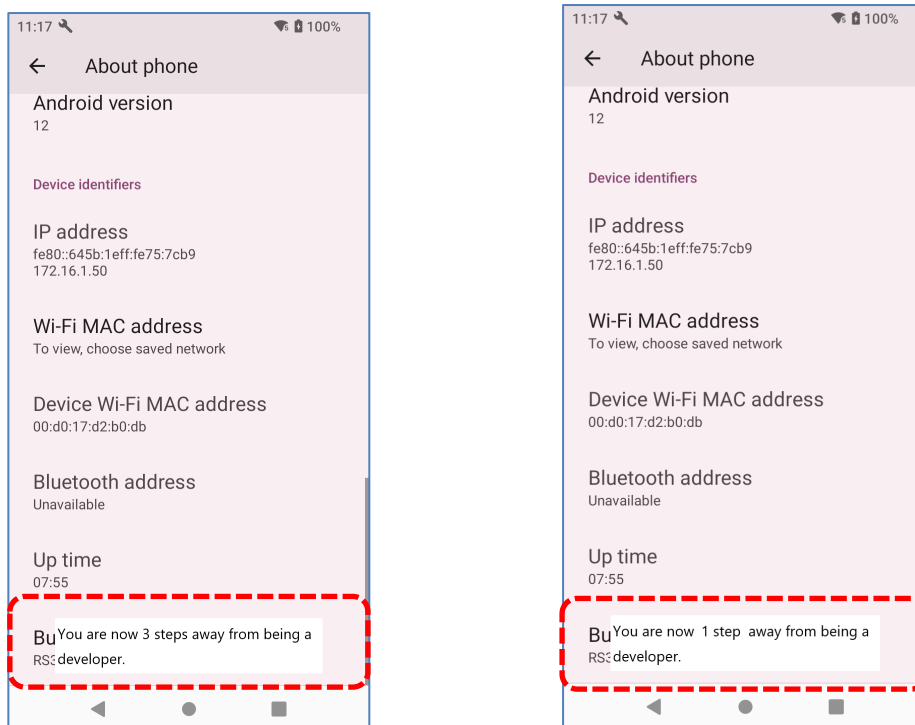 11:17 100%
About phone
Android version
12
Device identifiers
IP address
fe80::645b:1eff:fe75:7cb9
172.16.1.50
Wi-Fi MAC address
To view, choose saved network
Device Wi-Fi MAC address
00:d0:17:d2:b0:db
Bluetooth address
Unavailable
Up time
07:55
Bu You are now 3 steps away from being a
RS3 developer.
11:17 100%
About phone
Android version
12
Device identifiers
IP address
fe80::645b:1eff:fe75:7cb9
172.16.1.50
Wi-Fi MAC address
To view, choose saved network
Device Wi-Fi MAC address
00:d0:17:d2:b0:db
Bluetooth address
Unavailable
Up time
07:55
Bu You are now 1 step away from being a
RS3 developer.